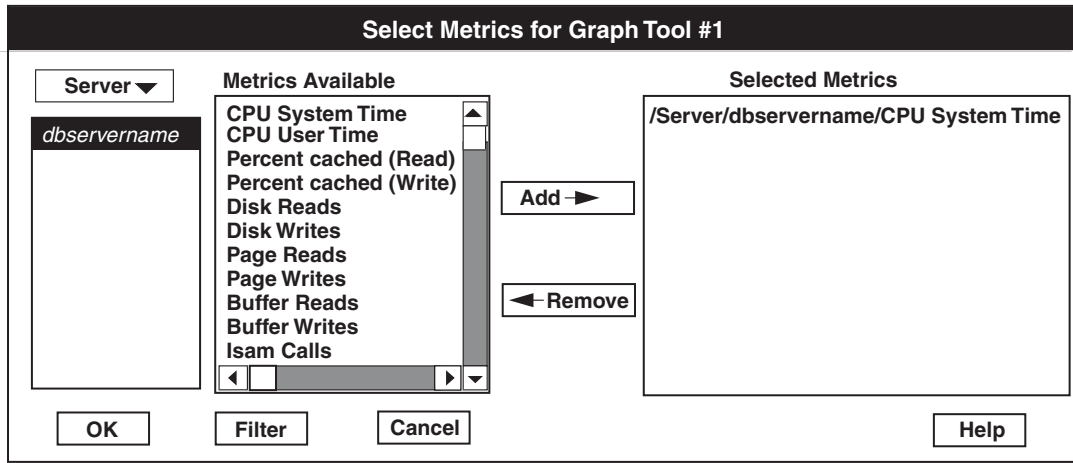 Select Metrics for Graph Tool #1
Server
dbservername
Metrics Available
CPU System Time
CPU User Time
Percent cached (Read)
Percent cached (Write)
Disk Reads
Disk Writes
Page Reads
Page Writes
Buffer Reads
Buffer Writes
Isam Calls
Add
Remove
Selected Metrics
/Server/dbservername/CPU System Time
OK
Filter
Cancel
Help